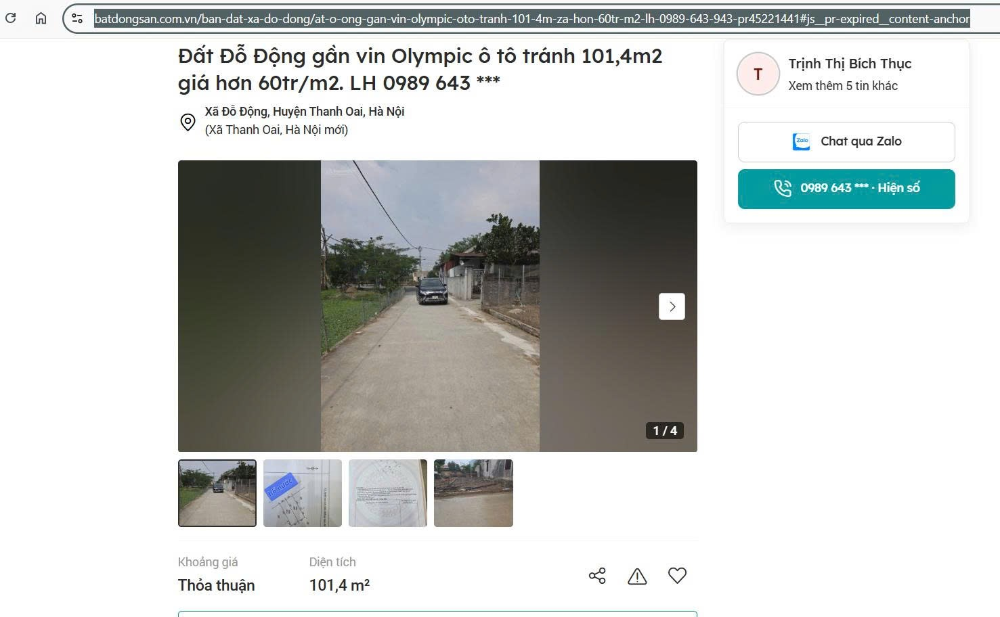 batdongsan.com.vn/ban-dat-xa-do-dong/at-o-ong-gan-vin-olympic-oto-tranh-101-4m-za-hon-60tr-m2-lh-0989-643-943-pr45221441#js__pr-expired__content-anchor
Đất Đỗ Động gần vin Olympic ô tô tránh 101,4m2
giá hơn 60tr/m2. LH 0989 643 ***
Xã Đỗ Động, Huyện Thanh Oai, Hà Nội
(Xã Thanh Oai, Hà Nội mới)
T
Trịnh Thị Bích Thục
Xem thêm 5 tin khác
Zalo
Chat qua Zalo
0989 643 *** · Hiện số
1 / 4
hồ nước
Khoảng giá
Thỏa thuận
Diện tích
101,4 m²